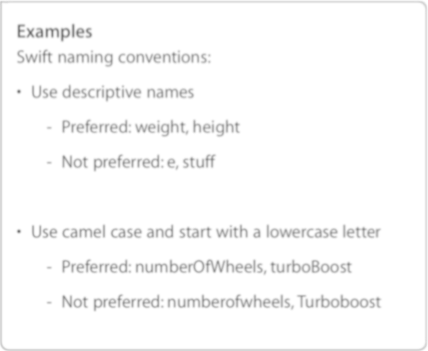 Examples
Swift naming conventions:
• Use descriptive names
- Preferred: weight, height
- Not preferred: e, stuff
• Use camel case and start with a lowercase letter
- Preferred: numberOfWheels, turboBoost
- Not preferred: numberofwheels, Turboboost